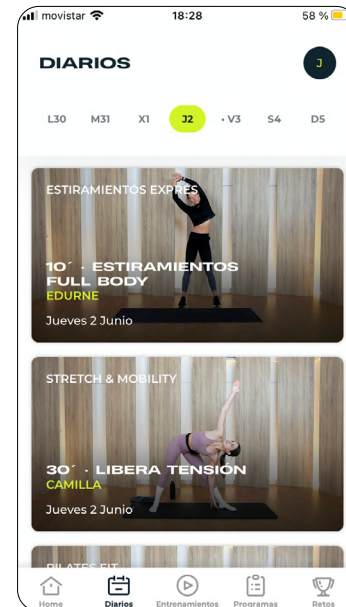 movistar 18:28 58 %
DIARIOS J
L30 M31 X1 J2 • V3 S4 D5
ESTIRAMIENTOS EXPRÉS
10´ · ESTIRAMIENTOS
FULL BODY
EDURNE
Jueves 2 Junio
STRETCH & MOBILITY
30´ · LIBERA TENSIÓN
CAMILLA
Jueves 2 Junio
PILATES FIT
Home Diarios Entrenamientos Programas Retos